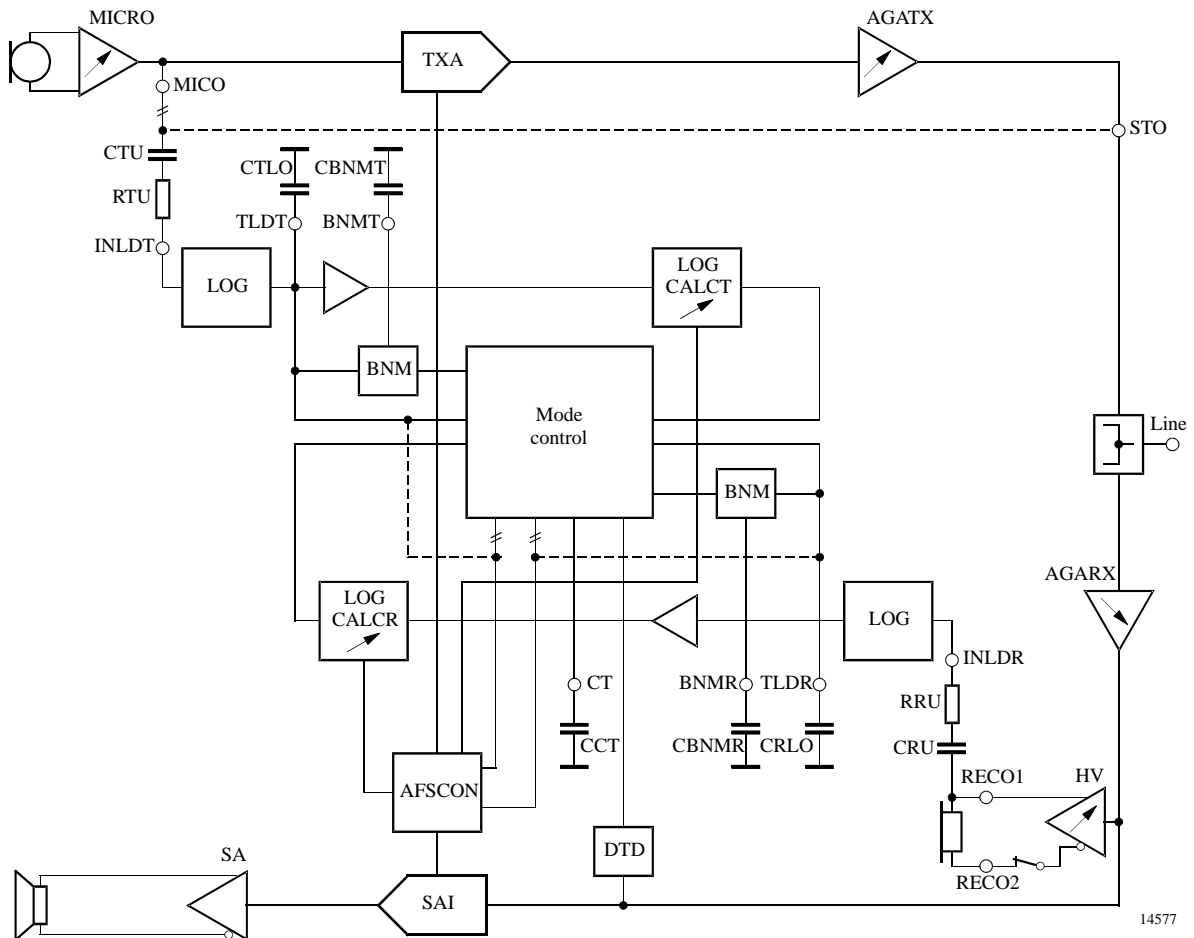 MICRO
AGATX
TXA
MICO
STO
CTU
CTLO
CBNMT
RTU
TLDT
BNMT
INLDT
LOG
LOG
CALCT
BNM
Mode
control
Line
BNM
AGARX
LOG
CALCR
LOG
INLDR
CT
BNMR
TLDR
RRU
CCT
CBNMR
CRLO
CRU
RECO1
HV
AFSCON
DTD
SA
RECO2
SAI
14577